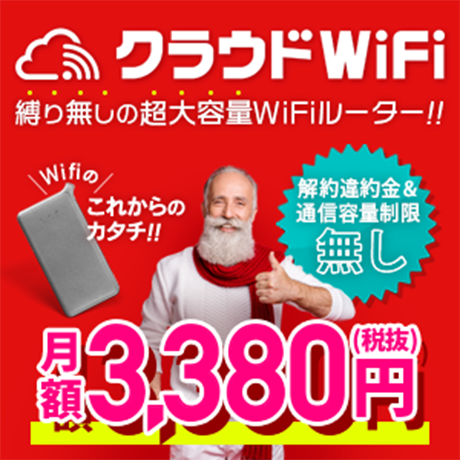 クラウドWiFi
縛り無しの超大容量WiFiルーター!!
Wifiの
これからの
カタチ!!
解約違約金&
通信容量制限
無し
月額3,380円(税抜)